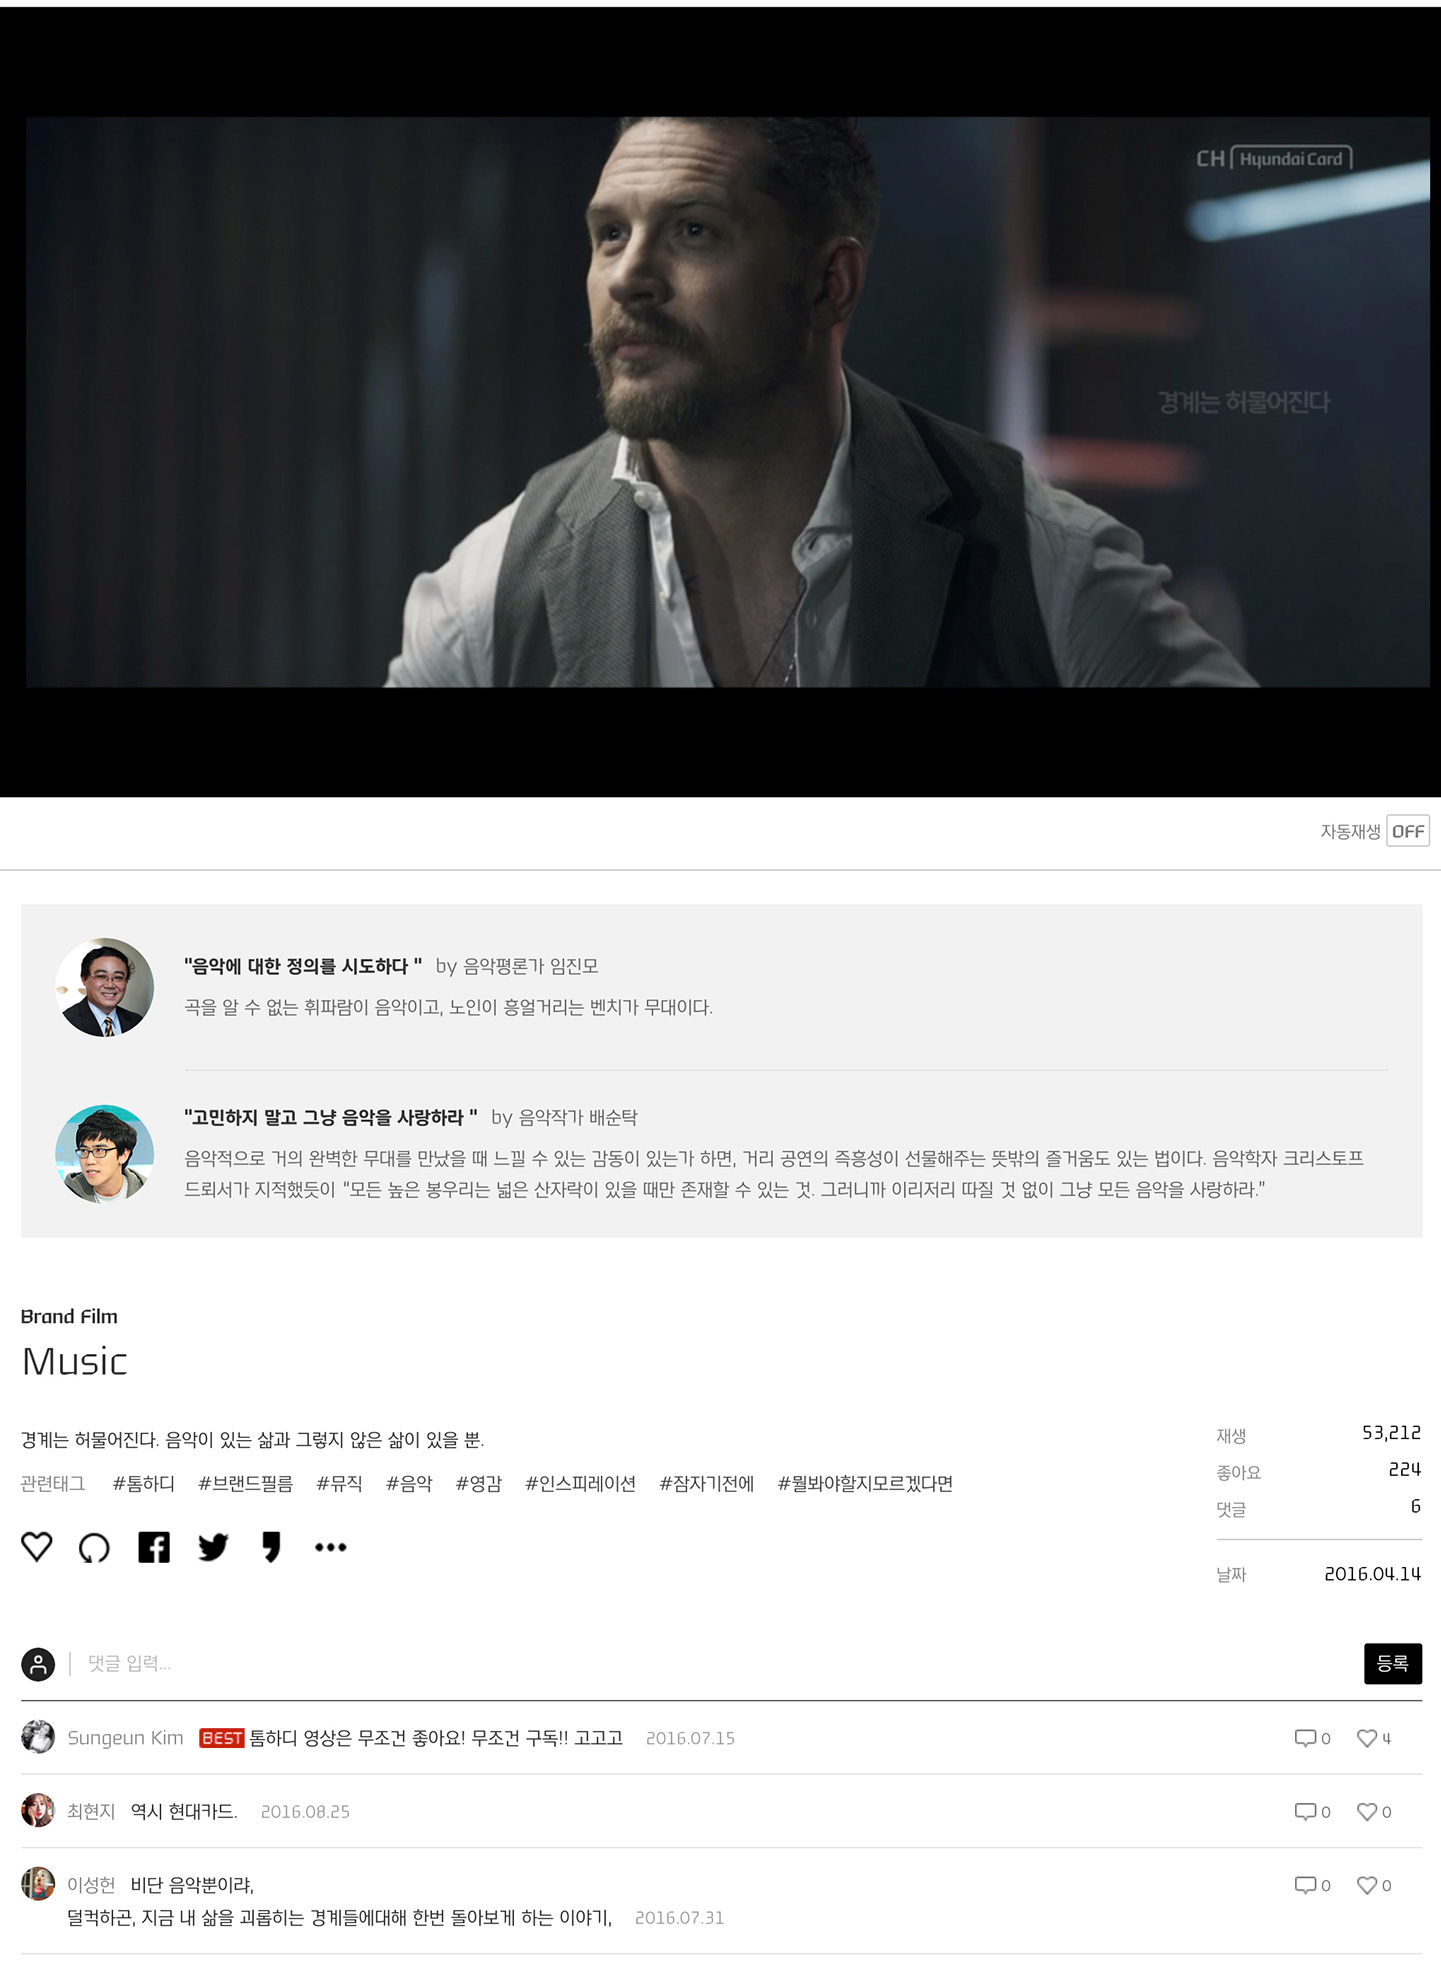 CH Hyundai Card
경계는 허물어진다
자동재생 OFF
"음악에 대한 정의를 시도하다 " by 음악평론가 임진모
곡을 알 수 없는 휘파람이 음악이고, 노인이 흥얼거리는 벤치가 무대이다.
"고민하지 말고 그냥 음악을 사랑하라 " by 음악작가 배순탁
음악적으로 거의 완벽한 무대를 만났을 때 느낄 수 있는 감동이 있는가 하면, 거리 공연의 즉흥성이 선물해주는 뜻밖의 즐거움도 있는 법이다. 음악학자 크리스토프
드뢰서가 지적했듯이 "모든 높은 봉우리는 넓은 산자락이 있을 때만 존재할 수 있는 것. 그러니까 이리저리 따질 것 없이 그냥 모든 음악을 사랑하라."
Brand Film
Music
경계는 허물어진다. 음악이 있는 삶과 그렇지 않은 삶이 있을 뿐.
관련태그 #톰하디 #브랜드필름 #뮤직 #음악 #영감 #인스피레이션 #잠자기전에 #뭘봐야할지모르겠다면
재생 53,212
좋아요 224
댓글 6
날짜 2016.04.14
댓글 입력...
등록
Sungeun Kim BEST 톰하디 영상은 무조건 좋아요! 무조건 구독!! 고고고 2016.07.15 0 4
최현지 역시 현대카드. 2016.08.25 0 0
이성헌 비단 음악뿐이랴, 0 0
덜컥하곤, 지금 내 삶을 괴롭히는 경계들에대해 한번 돌아보게 하는 이야기, 2016.07.31